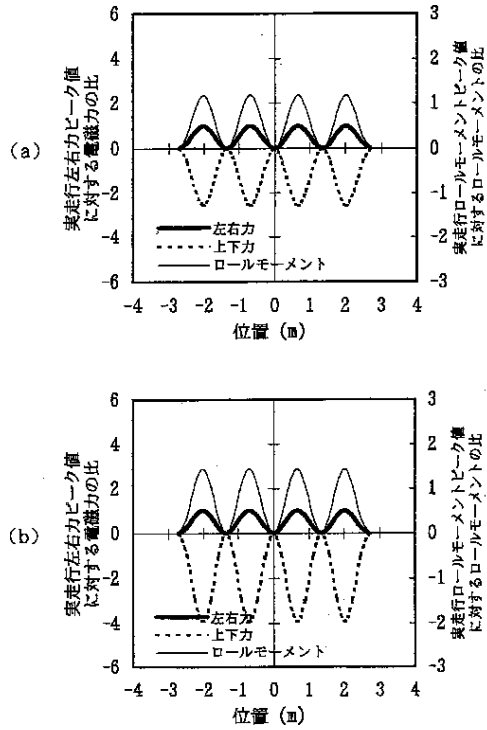 (a)
実走行左右力ピーク値
に対する電磁力の比
6
4
2
0
-2
-4
-6
3
2
1
0
-1
-2
-3
実走行ロールモーメントピーク値
に対するロールモーメントの比
左右力
上下力
ロールモーメント
-4 -3 -2 -1 0 1 2 3 4
位置 (m)
(b)
実走行左右力ピーク値
に対する電磁力の比
6
4
2
0
-2
-4
-6
3
2
1
0
-1
-2
-3
実走行ロールモーメントピーク値
に対するロールモーメントの比
左右力
上下力
ロールモーメント
-4 -3 -2 -1 0 1 2 3 4
位置 (m)